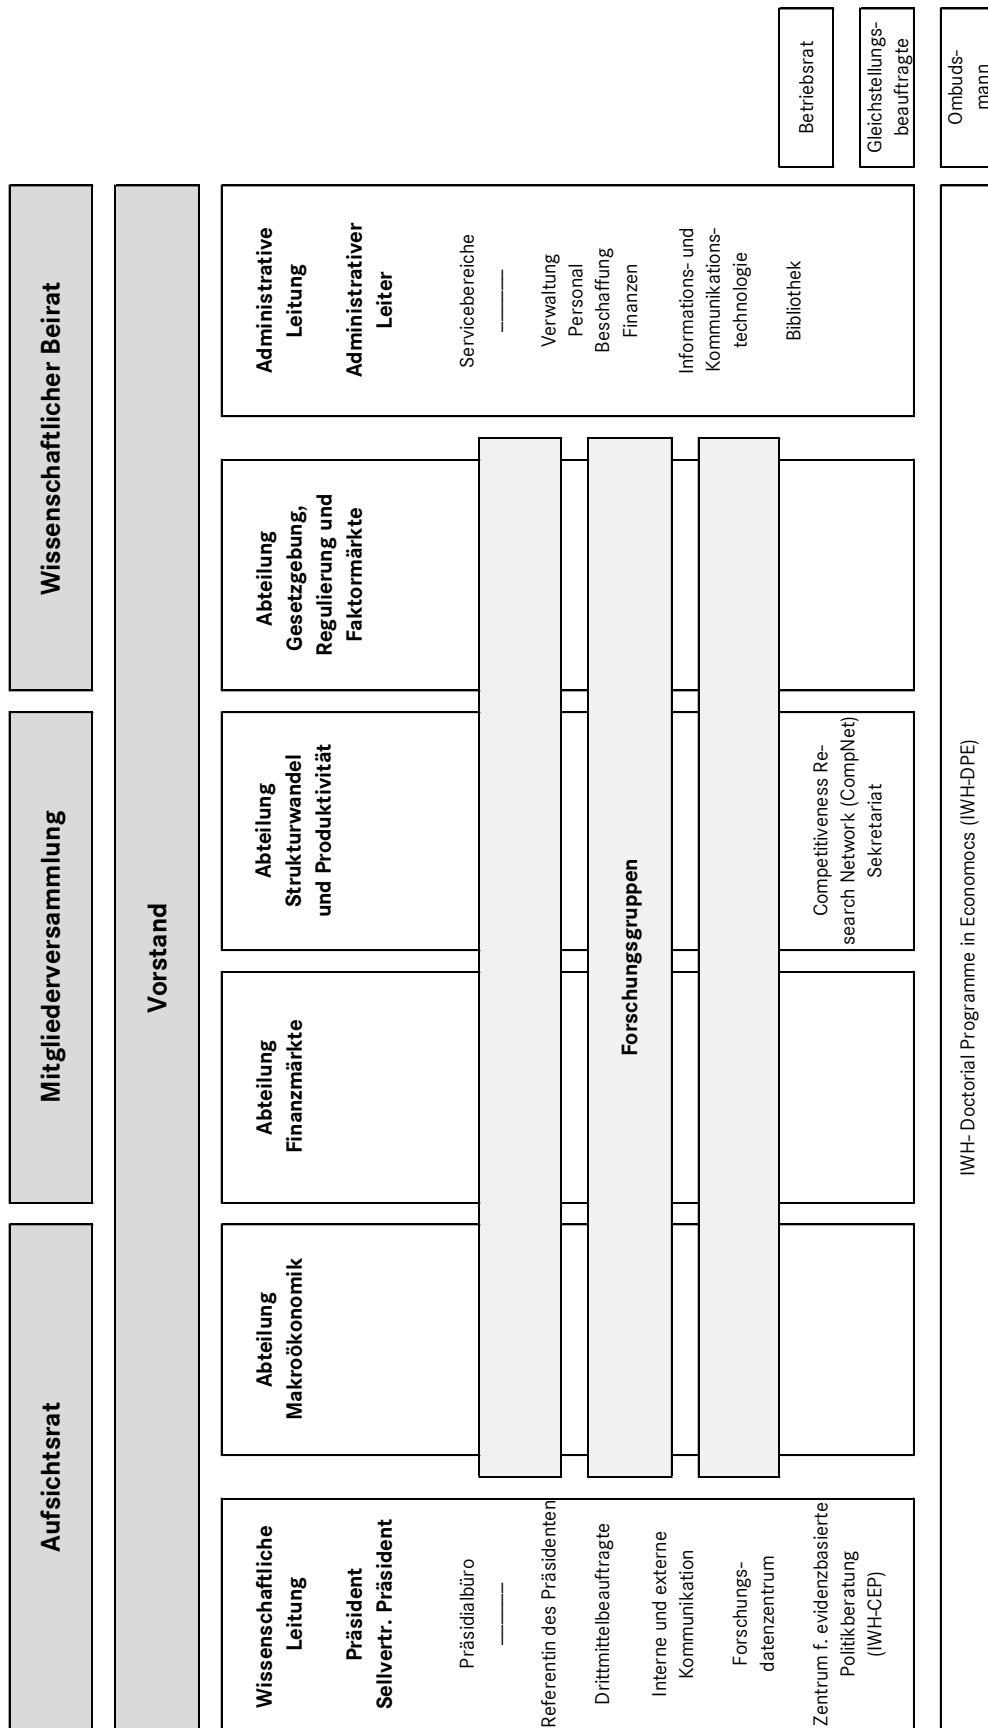 Aufsichtsrat
Mitgliederversammlung
Wissenschaftlicher Beirat
Vorstand
Wissenschaftliche
Leitung
Präsident
Sellvertr. Präsident
Präsidialbüro
Referentin des Präsidenten
Drittmittelbeauftragte
Interne und externe
Kommunikation
Forschungs-
datenzentrum
Zentrum f. evidenzbasierte
Politikberatung
(IWH-CEP)
Abteilung
Makroökonomik
Abteilung
Finanzmärkte
Abteilung
Strukturwandel
und Produktivität
Competitiveness Re-
search Network (CompNet)
Sekretariat
Abteilung
Gesetzgebung,
Regulierung und
Faktormärkte
Forschungsgruppen
Administrative
Leitung
Administrativer
Leiter
Servicebereiche
Verwaltung
Personal
Beschaffung
Finanzen
Informations- und
Kommunikations-
technologie
Bibliothek
Betriebsrat
Gleichstellungs-
beauftragte
Ombuds-
mann
IWH- Doctorial Programme in Economocs (IWH-DPE)